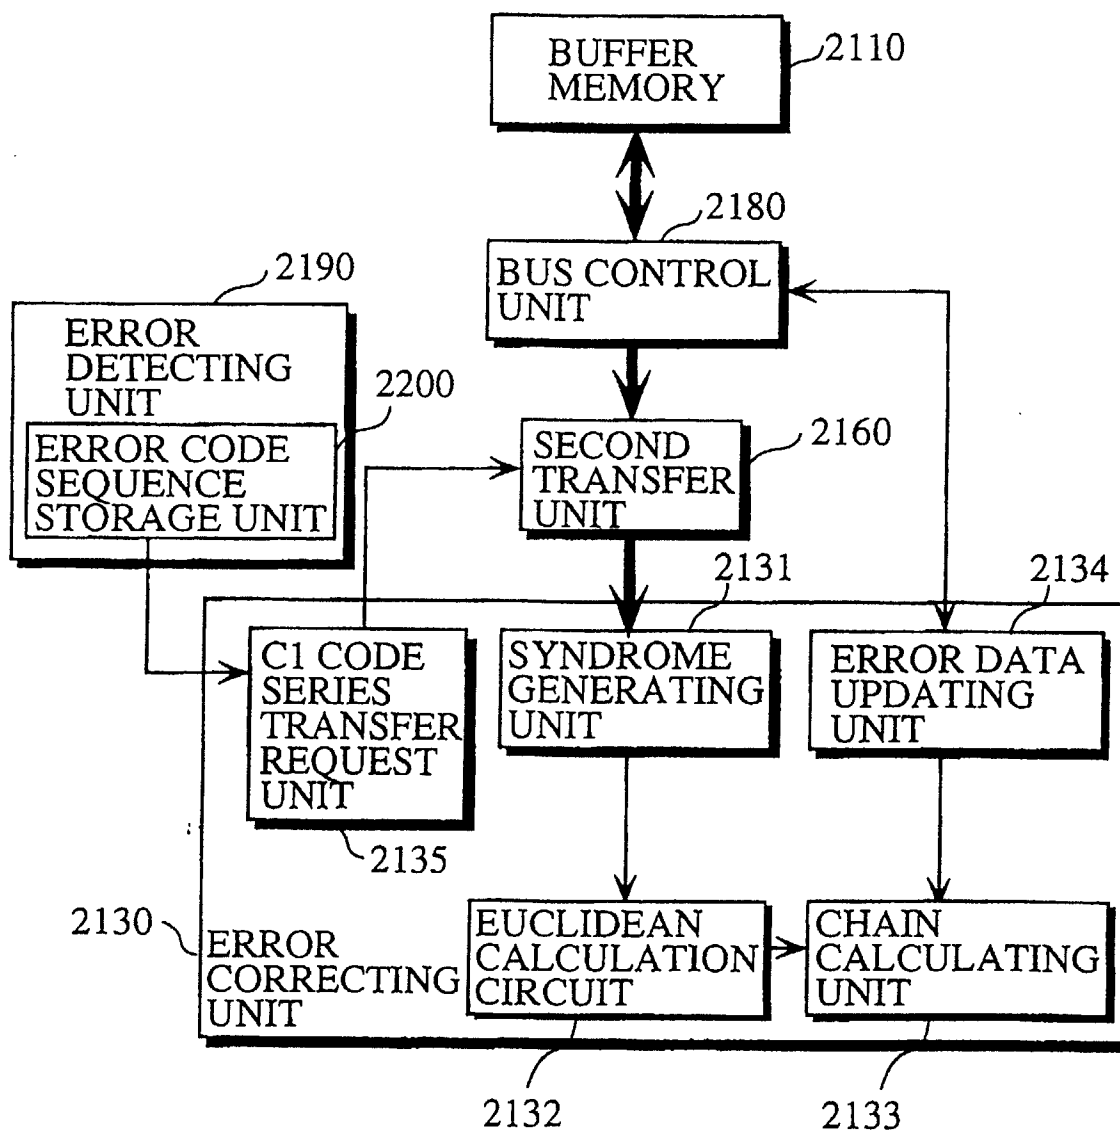 BUFFER
MEMORY
2110
2180
BUS CONTROL
UNIT
2190
ERROR
DETECTING
UNIT
2200
ERROR CODE
SEQUENCE
STORAGE UNIT
SECOND
TRANSFER
UNIT
2160
2131
2134
C1 CODE
SERIES
TRANSFER
REQUEST
UNIT
2135
SYNDROME
GENERATING
UNIT
ERROR DATA
UPDATING
UNIT
2130
ERROR
CORRECTING
UNIT
EUCLIDEAN
CALCULATION
CIRCUIT
CHAIN
CALCULATING
UNIT
2132
2133